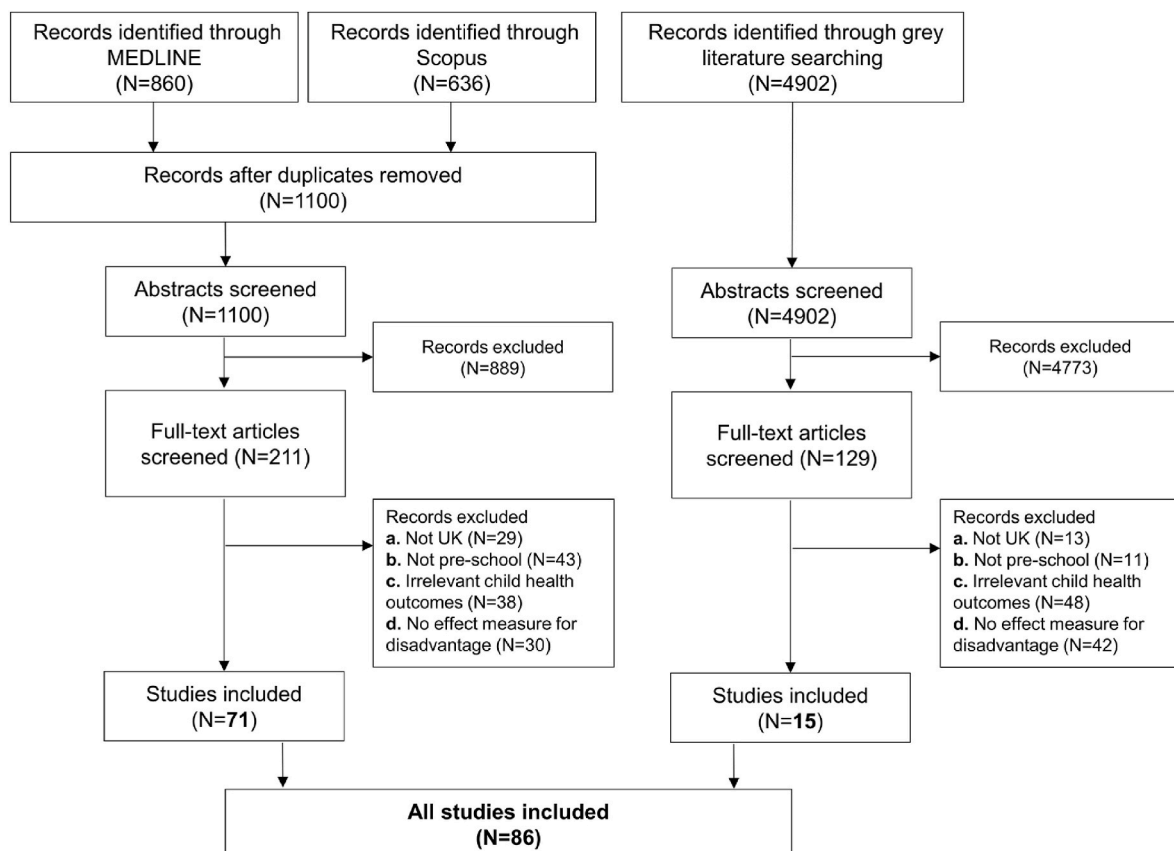 Records identified through
MEDLINE
(N=860)
Records identified through
Scopus
(N=636)
Records identified through grey
literature searching
(N=4902)
Records after duplicates removed
(N=1100)
Abstracts screened
(N=1100)
Abstracts screened
(N=4902)
Records excluded
(N=889)
Records excluded
(N=4773)
Full-text articles
screened (N=211)
Full-text articles
screened (N=129)
Records excluded
a. Not UK (N=29)
b. Not pre-school (N=43)
c. Irrelevant child health
outcomes (N=38)
d. No effect measure for
disadvantage (N=30)
Records excluded
a. Not UK (N=13)
b. Not pre-school (N=11)
c. Irrelevant child health
outcomes (N=48)
d. No effect measure for
disadvantage (N=42)
Studies included
(N=71)
Studies included
(N=15)
All studies included
(N=86)